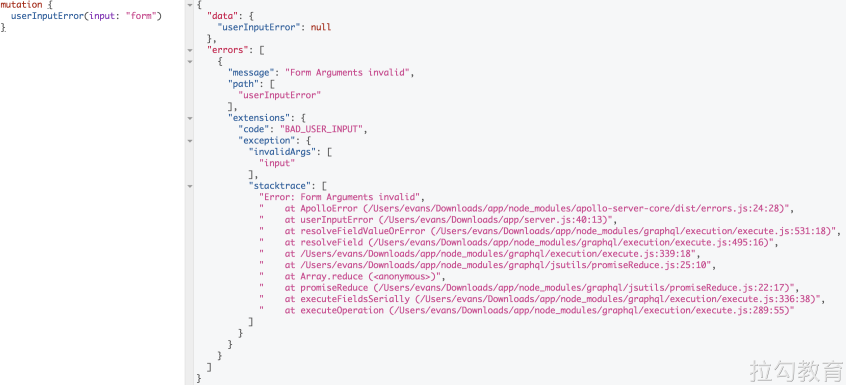 mutation {
  userInputError(input: "form")
}
{
  "data": {
    "userInputError": null
  },
  "errors": [
    {
      "message": "Form Arguments invalid",
      "path": [
        "userInputError"
      ],
      "extensions": {
        "code": "BAD_USER_INPUT",
        "exception": {
          "invalidArgs": [
            "input"
          ],
          "stacktrace": [
            "Error: Form Arguments invalid",
            "    at ApolloError (/Users/evans/Downloads/app/node_modules/apollo-server-core/dist/errors.js:24:28)",
            "    at userInputError (/Users/evans/Downloads/app/server.js:40:13)",
            "    at resolveFieldValueOrError (/Users/evans/Downloads/app/node_modules/graphql/execution/execute.js:531:18)",
            "    at resolveField (/Users/evans/Downloads/app/node_modules/graphql/execution/execute.js:495:16)",
            "    at /Users/evans/Downloads/app/node_modules/graphql/execution/execute.js:339:18",
            "    at /Users/evans/Downloads/app/node_modules/graphql/jsutils/promiseReduce.js:25:10",
            "    at Array.reduce (<anonymous>)",
            "    at promiseReduce (/Users/evans/Downloads/app/node_modules/graphql/jsutils/promiseReduce.js:22:17)",
            "    at executeFieldsSerially (/Users/evans/Downloads/app/node_modules/graphql/execution/execute.js:336:38)",
            "    at executeOperation (/Users/evans/Downloads/app/node_modules/graphql/execution/execute.js:289:55)"
          ]
        }
      }
    }
  ]
}
拉勾教育